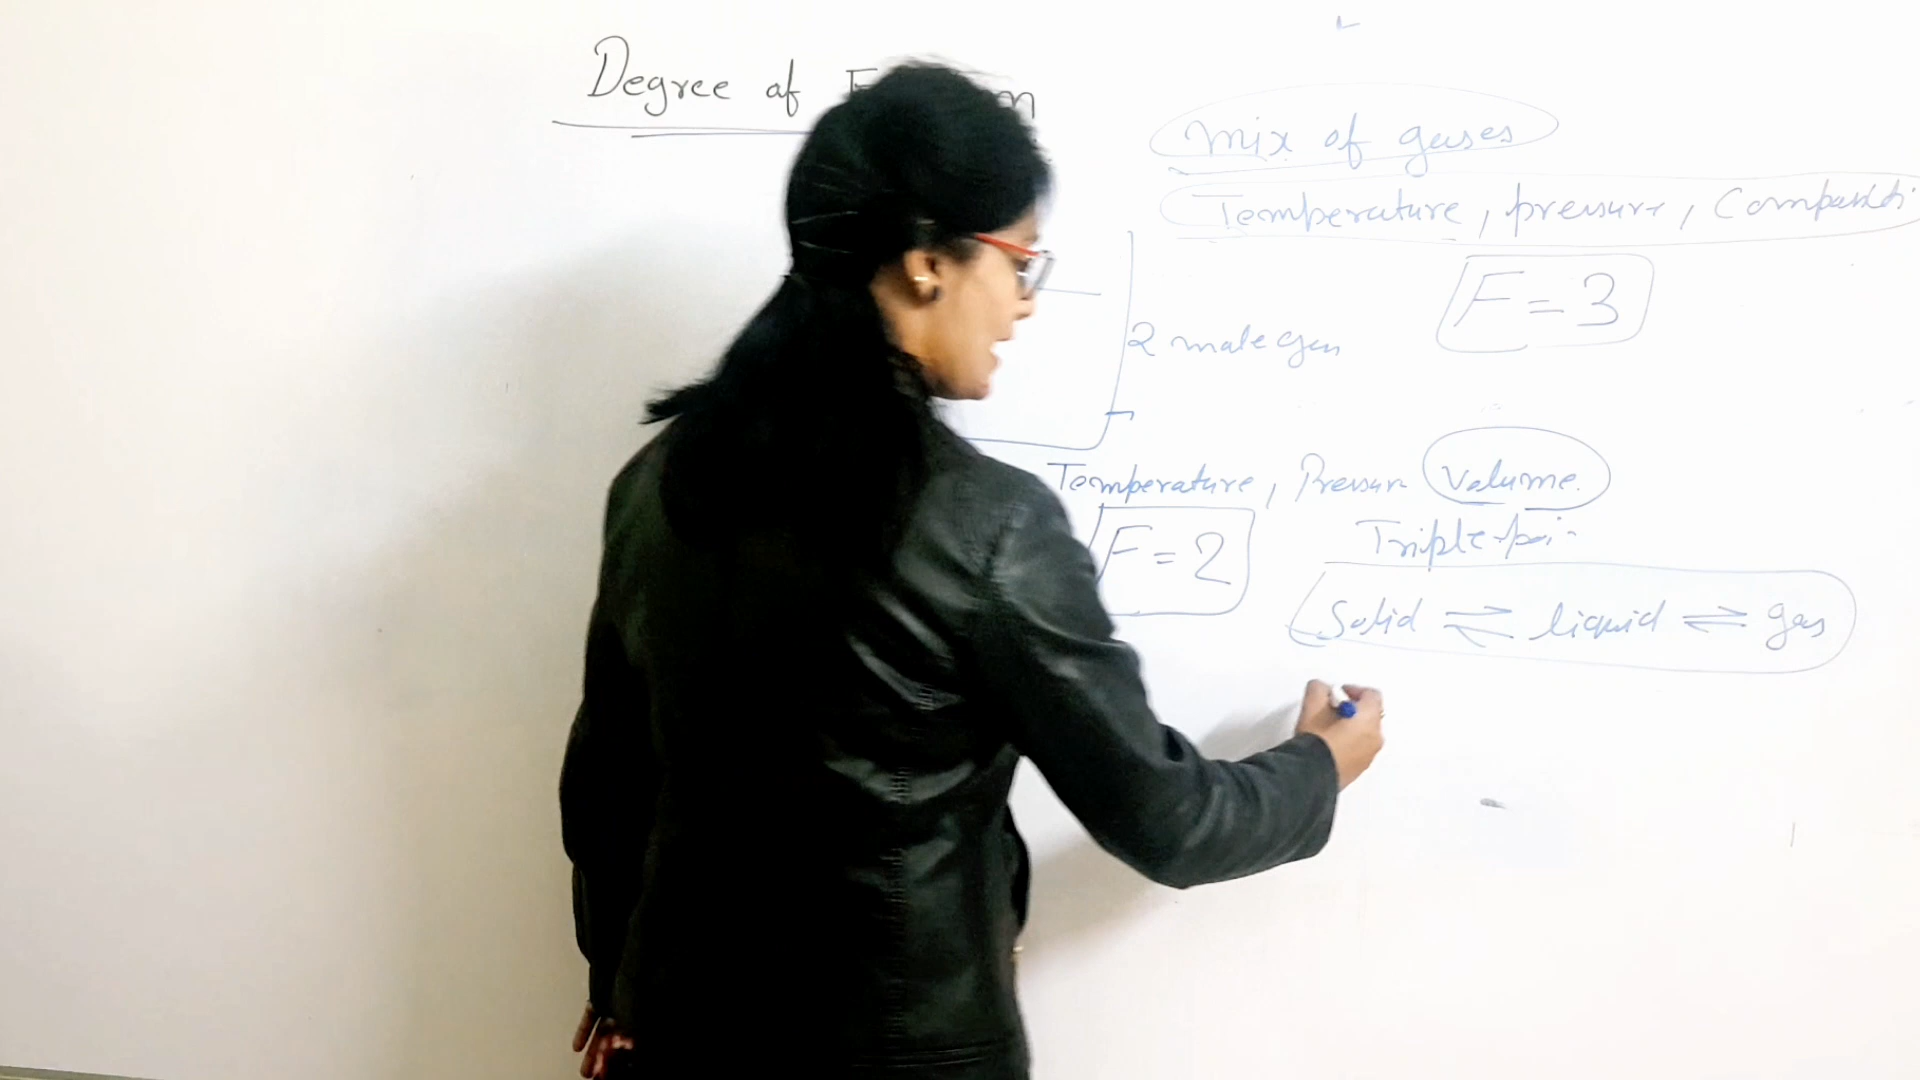 Degree of
mix of gases
Temperature, pressure,
F = 3
2 mole gas
Temperature, Pressure Volume.
F = 2
Triple poi
Solid ⇌ liquid ⇌ gas